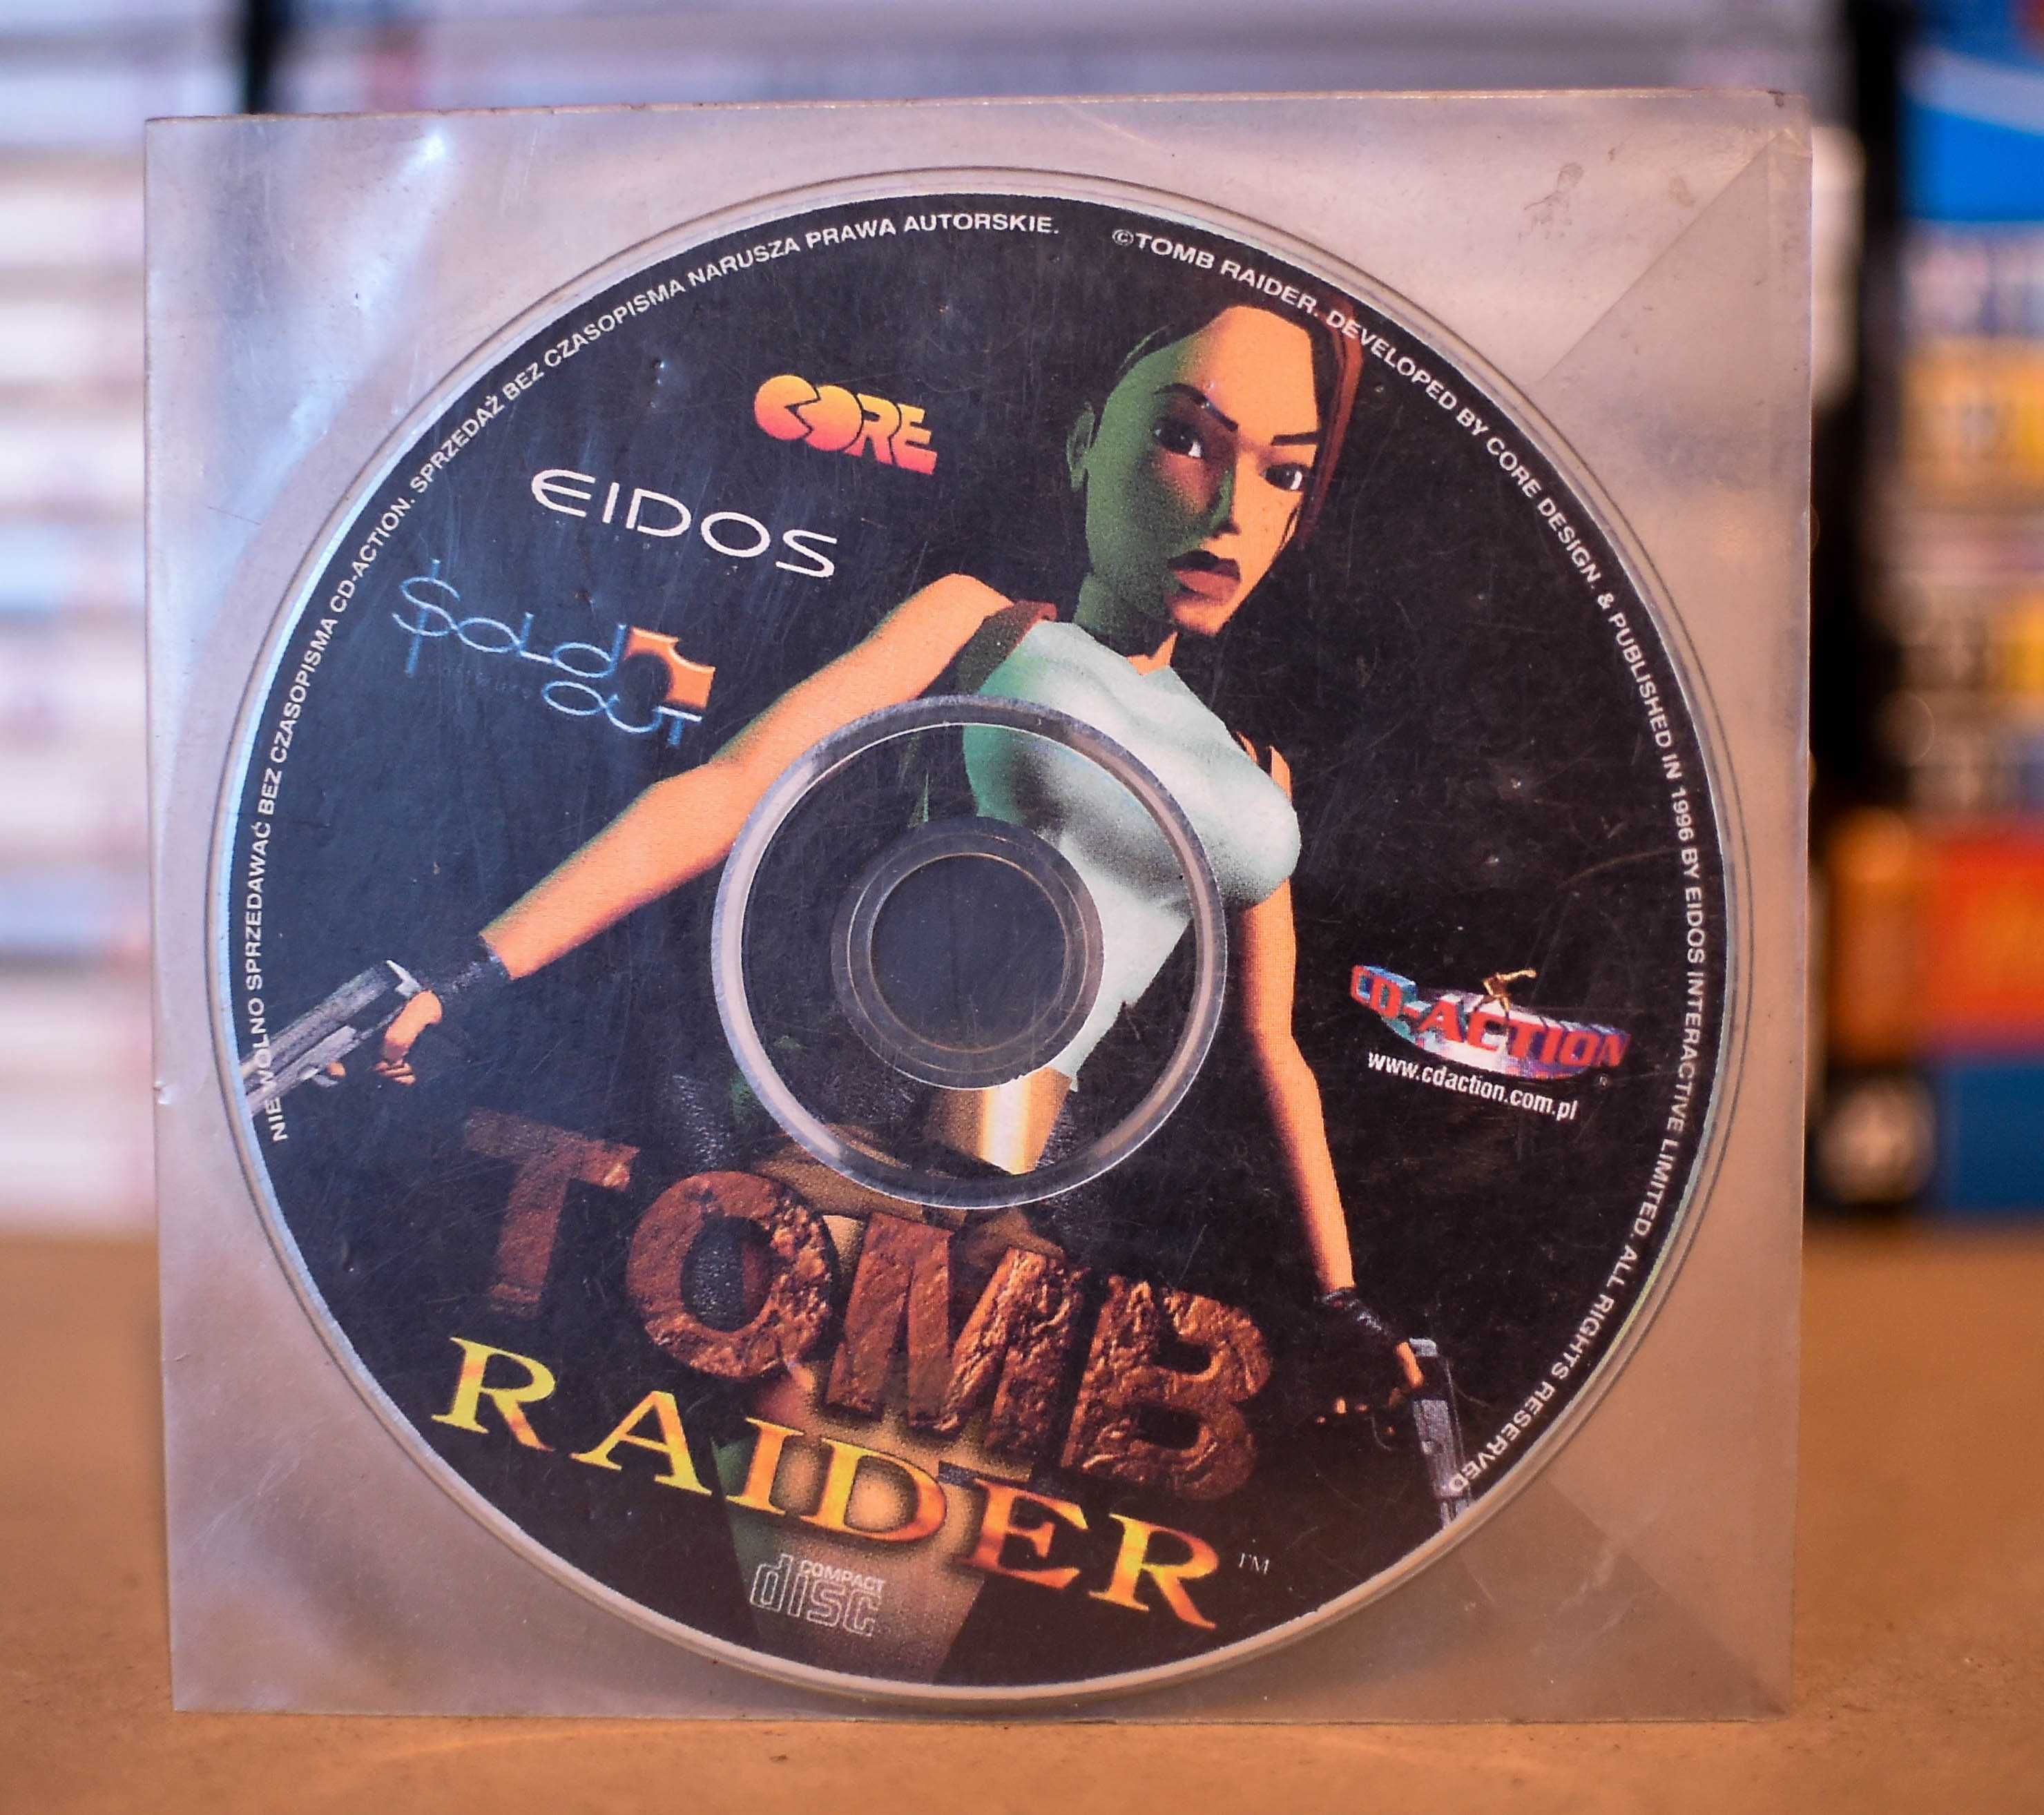 NIE WOLNO SPRZEDAWAĆ BEZ CZASOPISMA CD-ACTION. SPRZEDAŻ BEZ CZASOPISMA NARUSZA PRAWA AUTORSKIE.
©TOMB RAIDER. DEVELOPED BY CORE DESIGN. & PUBLISHED IN 1996 BY EIDOS INTERACTIVE LIMITED. ALL RIGHTS RESERVED
CORE
EIDOS
SOLD
OUT
CD-ACTION
®
www.cdaction.com.pl
TOMB
RAIDER™
COMPACT
disc